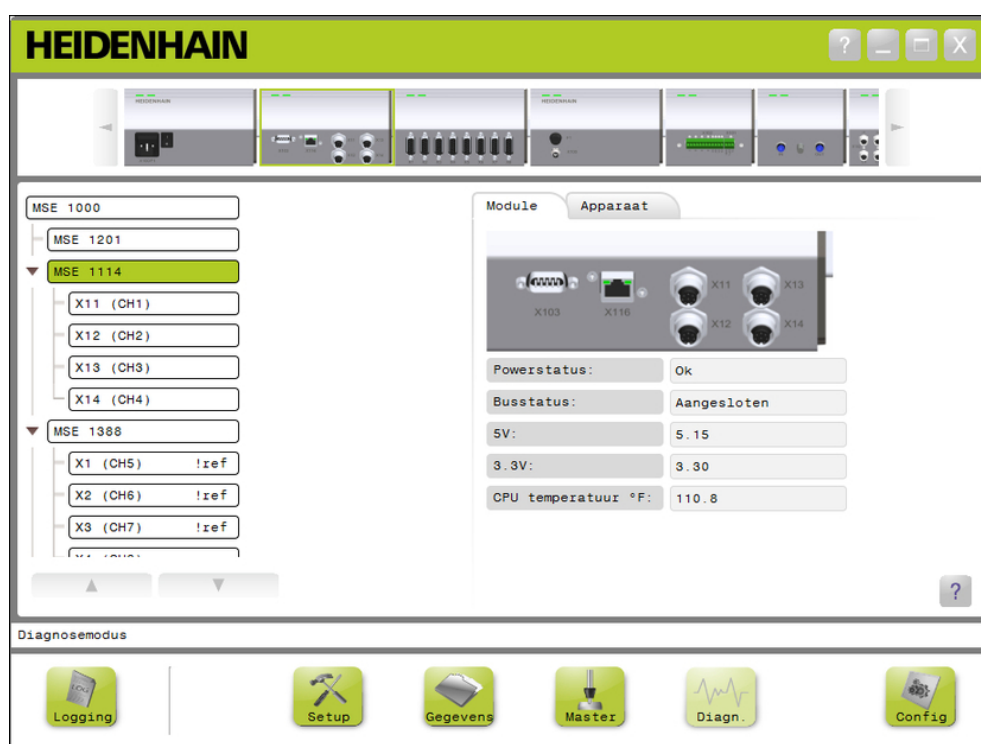 HEIDENHAIN
?
X
HEIDENHAIN
HEIDENHAIN
MSE 1000
MSE 1201
MSE 1114
X11 (CH1)
X12 (CH2)
X13 (CH3)
X14 (CH4)
MSE 1388
X1 (CH5) !ref
X2 (CH6) !ref
X3 (CH7) !ref
Module
Apparaat
X103
X116
X11
X13
X12
X14
Powerstatus: Ok
Busstatus: Aangesloten
5V: 5.15
3.3V: 3.30
CPU temperatuur °F: 110.8
?
Diagnosemodus
LOG
Logging
Setup
Gegevens
Master
Diagn.
Config